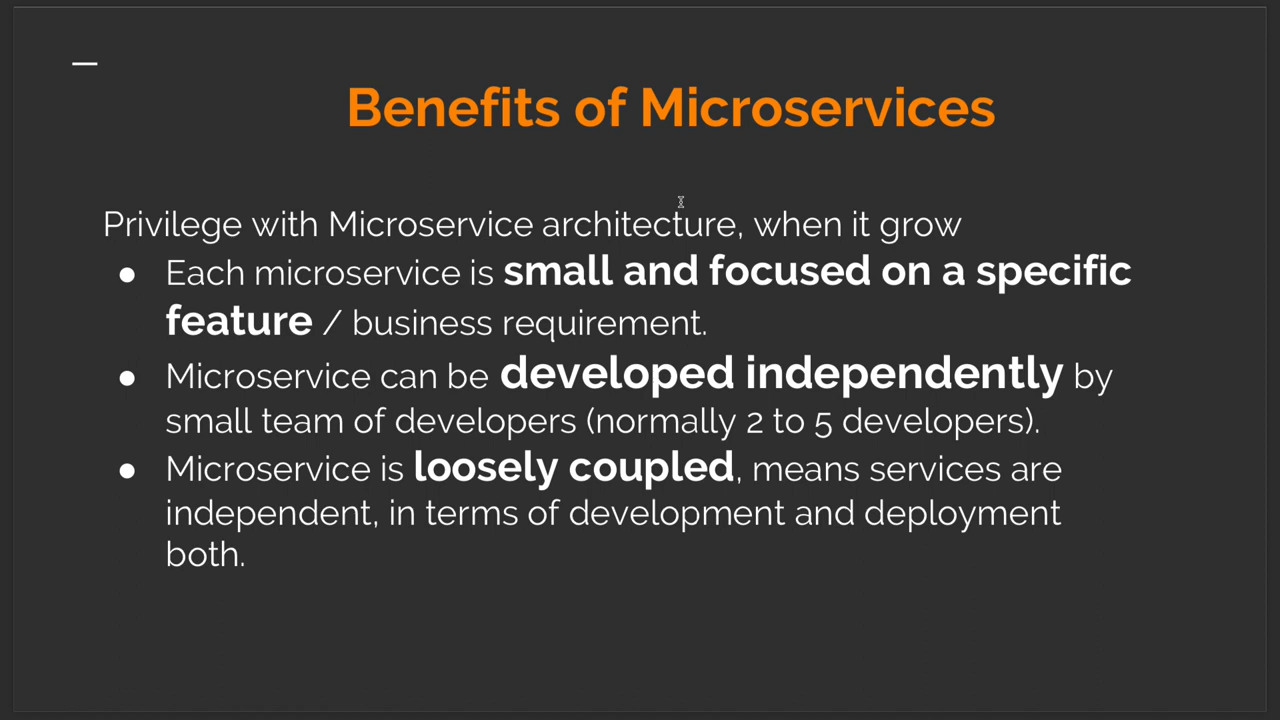 Benefits of Microservices
Privilege with Microservice architecture, when it grow
● Each microservice is small and focused on a specific
feature / business requirement.
● Microservice can be developed independently by
small team of developers (normally 2 to 5 developers).
● Microservice is loosely coupled, means services are
independent, in terms of development and deployment
both.